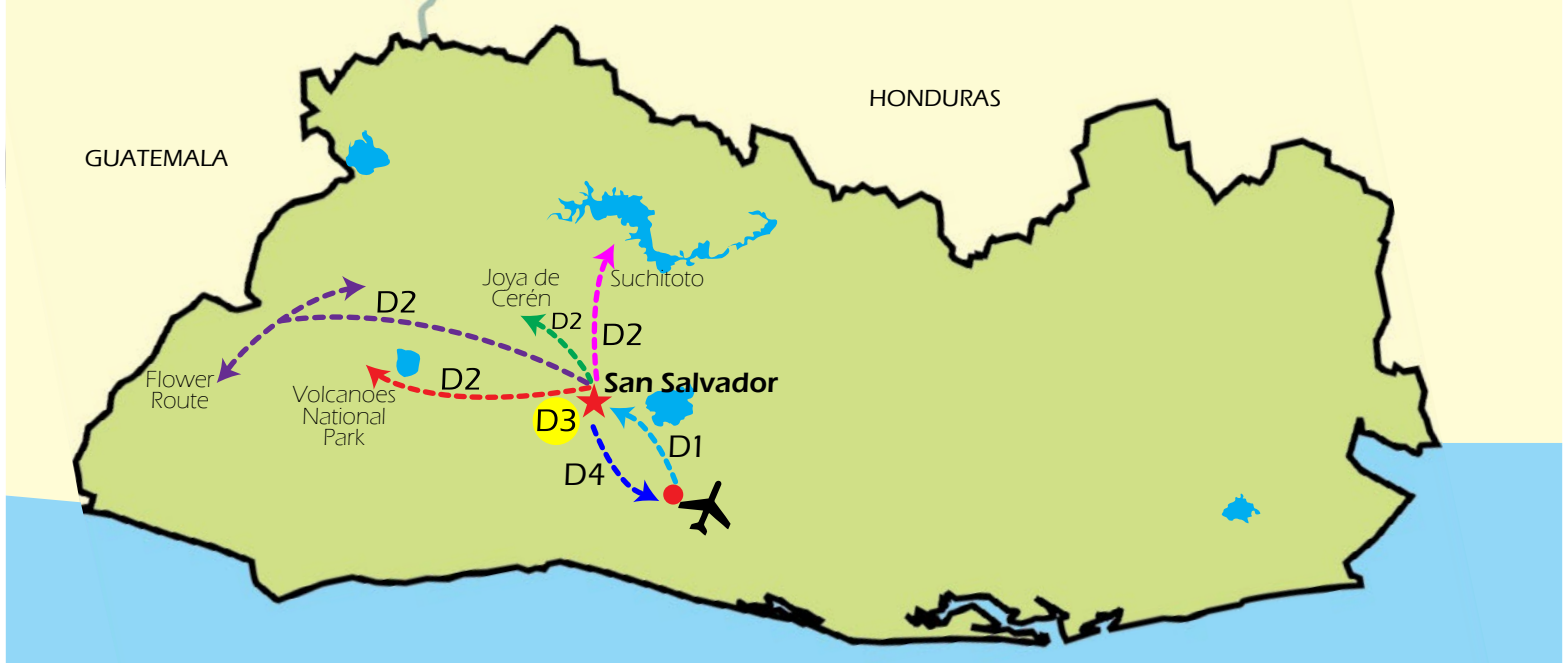 HONDURAS
GUATEMALA
Joya de
Cerén
Suchitoto
D2
D2
D2
Flower
Route
D2
San Salvador
Volcanoes
National
Park
D3
D1
D4